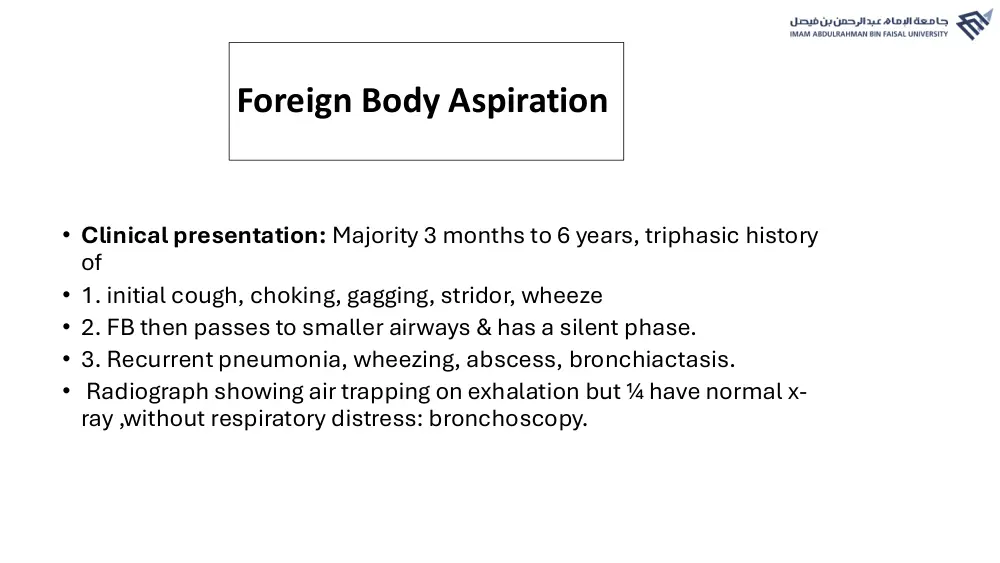 جامعة الإمام عبدالرحمن بن فيصل
IMAM ABDULRAHMAN BIN FAISAL UNIVERSITY
Foreign Body Aspiration
• Clinical presentation: Majority 3 months to 6 years, triphasic history
of
• 1. initial cough, choking, gagging, stridor, wheeze
• 2. FB then passes to smaller airways & has a silent phase.
• 3. Recurrent pneumonia, wheezing, abscess, bronchiactasis.
• Radiograph showing air trapping on exhalation but ¼ have normal x-
ray ,without respiratory distress: bronchoscopy.